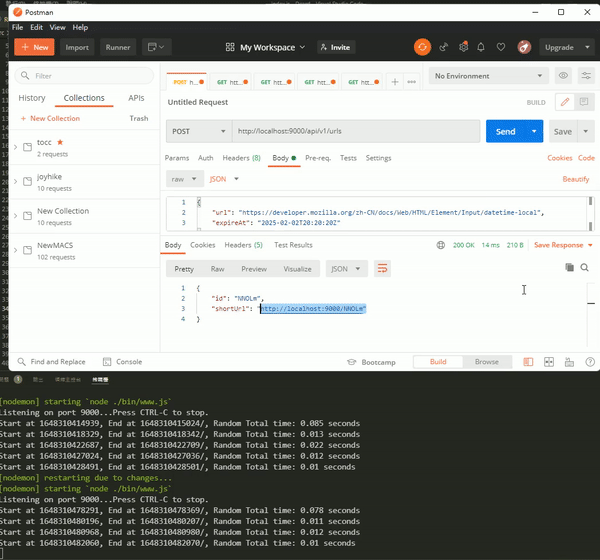 Postman
File Edit View Help
New Import Runner My Workspace Invite Upgrade
Filter
POST h... GET htt... GET htt... GET htt... GET htt... No Environment
History Collections APIs
Untitled Request BUILD
+ New Collection Trash
POST http://localhost:9000/api/v1/urls Send Save
tocc
2 requests
Params Auth Headers (8) Body Pre-req. Tests Settings Cookies Code
joyhike
10 requests
raw JSON Beautify
New Collection
10 requests
1 {
2 "url": "https://developer.mozilla.org/zh-CN/docs/Web/HTML/Element/Input/datetime-local",
3 "expireAt": "2025-02-02T20:20:20Z"
NewMACS
102 requests
Body Cookies Headers (5) Test Results 200 OK 14 ms 210 B Save Response
Pretty Raw Preview Visualize JSON
1 {
2 "id": "NNOLm",
3 "shortUrl": "http://localhost:9000/NNOLm"
4 }
Find and Replace Console Bootcamp Build Browse
1
[nodemon] starting `node ./bin/www.js`
Listening on port 9000...Press CTRL-C to stop.
Start at 1648310414939, End at 1648310415024/, Random Total time: 0.085 seconds
Start at 1648310418329, End at 1648310418342/, Random Total time: 0.013 seconds
Start at 1648310422687, End at 1648310422709/, Random Total time: 0.022 seconds
Start at 1648310427024, End at 1648310427036/, Random Total time: 0.012 seconds
Start at 1648310428491, End at 1648310428501/, Random Total time: 0.01 seconds
[nodemon] restarting due to changes...
[nodemon] starting `node ./bin/www.js`
Listening on port 9000...Press CTRL-C to stop.
Start at 1648310478291, End at 1648310478369/, Random Total time: 0.078 seconds
Start at 1648310480196, End at 1648310480207/, Random Total time: 0.011 seconds
Start at 1648310480968, End at 1648310480980/, Random Total time: 0.012 seconds
Start at 1648310482060, End at 1648310482070/, Random Total time: 0.01 seconds